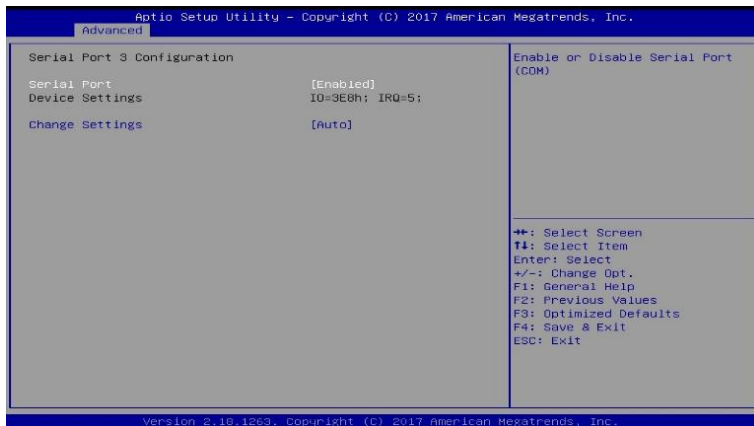 Aptio Setup Utility – Copyright (C) 2017 American Megatrends, Inc.
Advanced
Serial Port 3 Configuration
Serial Port [Enabled]
Device Settings IO=3E8h; IRQ=5;
Change Settings [Auto]
Enable or Disable Serial Port
(COM)
→←: Select Screen
↑↓: Select Item
Enter: Select
+/-: Change Opt.
F1: General Help
F2: Previous Values
F3: Optimized Defaults
F4: Save & Exit
ESC: Exit
Version 2.18.1263. Copyright (C) 2017 American Megatrends, Inc.